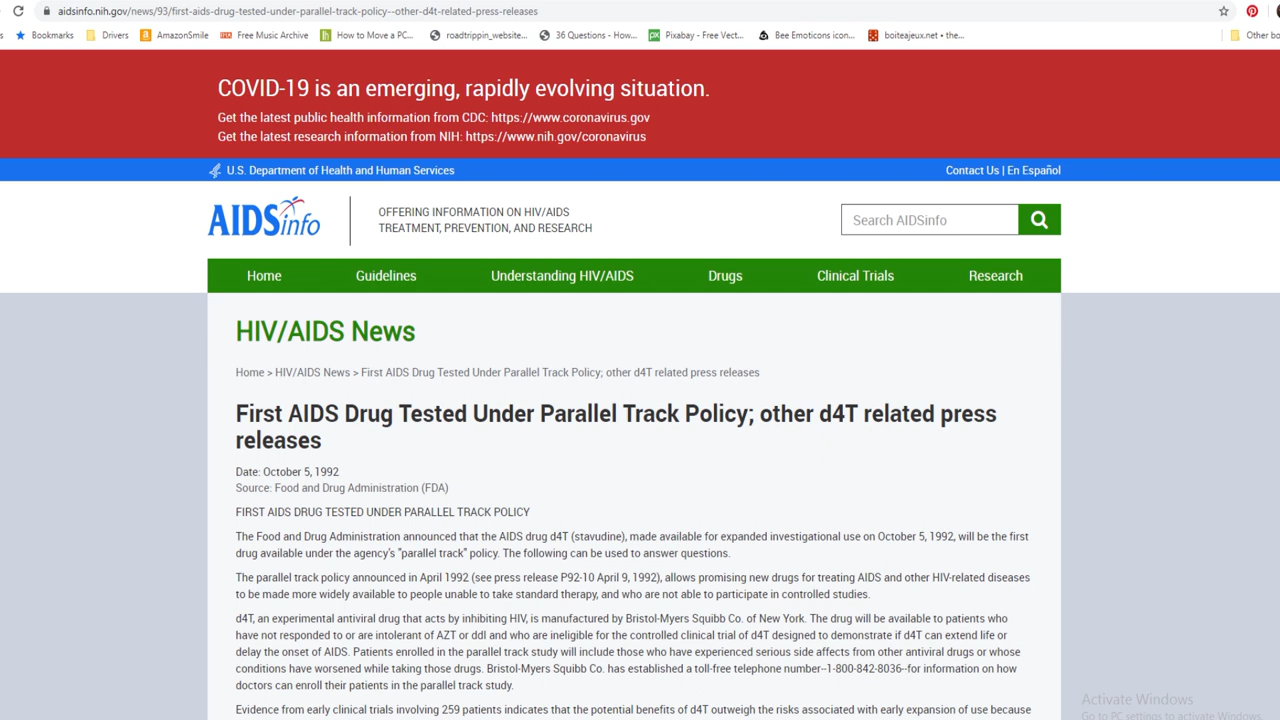 aidsinfo.nih.gov/news/93/first-aids-drug-tested-under-parallel-track-policy--other-d4t-related-press-releases
Bookmarks Drivers AmazonSmile Free Music Archive How to Move a PC... roadtrippin_website... 36 Questions - How... Pixabay - Free Vect... Bee Emoticons icon... boiteajeux.net • the... Other bo
COVID-19 is an emerging, rapidly evolving situation.
Get the latest public health information from CDC: https://www.coronavirus.gov
Get the latest research information from NIH: https://www.nih.gov/coronavirus
U.S. Department of Health and Human Services Contact Us | En Español
AIDSinfo
OFFERING INFORMATION ON HIV/AIDS
TREATMENT, PREVENTION, AND RESEARCH
Search AIDSinfo
Home Guidelines Understanding HIV/AIDS Drugs Clinical Trials Research
HIV/AIDS News
Home > HIV/AIDS News > First AIDS Drug Tested Under Parallel Track Policy; other d4T related press releases
First AIDS Drug Tested Under Parallel Track Policy; other d4T related press
releases
Date: October 5, 1992
Source: Food and Drug Administration (FDA)
FIRST AIDS DRUG TESTED UNDER PARALLEL TRACK POLICY
The Food and Drug Administration announced that the AIDS drug d4T (stavudine), made available for expanded investigational use on October 5, 1992, will be the first
drug available under the agency's "parallel track" policy. The following can be used to answer questions.
The parallel track policy announced in April 1992 (see press release P92-10 April 9, 1992), allows promising new drugs for treating AIDS and other HIV-related diseases
to be made more widely available to people unable to take standard therapy, and who are not able to participate in controlled studies.
d4T, an experimental antiviral drug that acts by inhibiting HIV, is manufactured by Bristol-Myers Squibb Co. of New York. The drug will be available to patients who
have not responded to or are intolerant of AZT or ddI and who are ineligible for the controlled clinical trial of d4T designed to demonstrate if d4T can extend life or
delay the onset of AIDS. Patients enrolled in the parallel track study will include those who have experienced serious side affects from other antiviral drugs or whose
conditions have worsened while taking those drugs. Bristol-Myers Squibb Co. has established a toll-free telephone number--1-800-842-8036--for information on how
doctors can enroll their patients in the parallel track study.
Evidence from early clinical trials involving 259 patients indicates that the potential benefits of d4T outweigh the risks associated with early expansion of use because
Activate Windows
Go to PC settings to activate Windows.